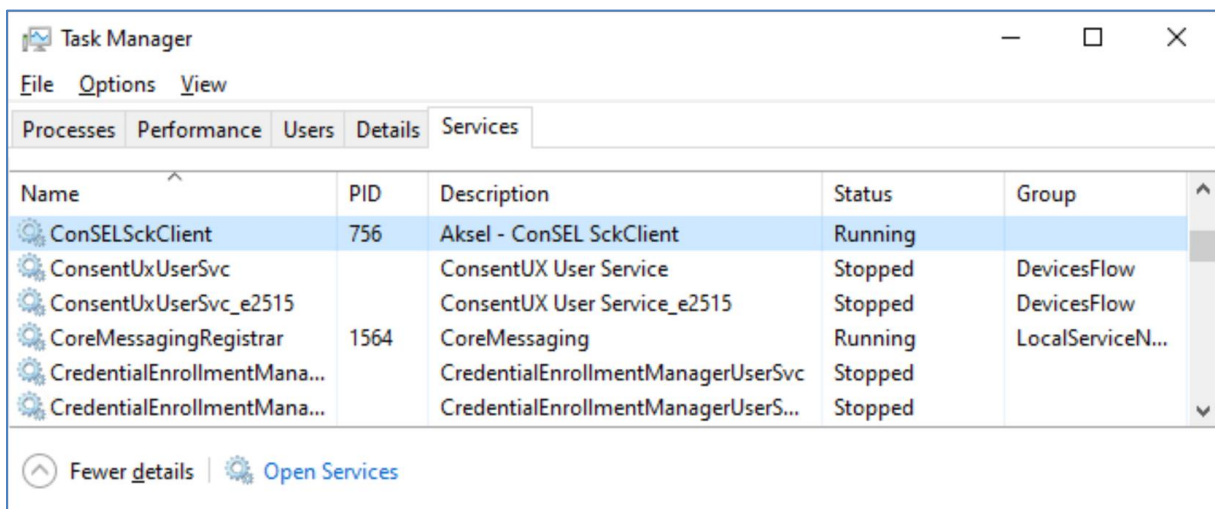 Task Manager
File Options View
Processes Performance Users Details Services
Name PID Description Status Group
ConSELSckClient 756 Aksel - ConSEL SckClient Running
ConsentUxUserSvc ConsentUX User Service Stopped DevicesFlow
ConsentUxUserSvc_e2515 ConsentUX User Service_e2515 Stopped DevicesFlow
CoreMessagingRegistrar 1564 CoreMessaging Running LocalServiceN...
CredentialEnrollmentMana... CredentialEnrollmentManagerUserSvc Stopped
CredentialEnrollmentMana... CredentialEnrollmentManagerUserS... Stopped
Fewer details Open Services